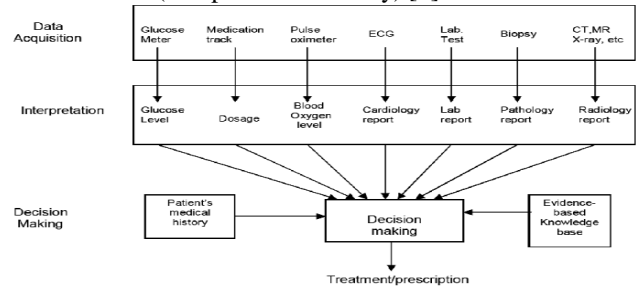 Data
Acquisition
Glucose
Meter
Medication
track
Pulse
oximeter
ECG
Lab.
Test
Biopsy
CT,MR
X-ray, etc
Interpretation
Glucose
Level
Dosage
Blood
Oxygen
level
Cardiology
report
Lab
report
Pathology
report
Radiology
report
Decision
Making
Patient's
medical
history
Decision
making
Evidence-
based
Knowledge
base
Treatment/prescription